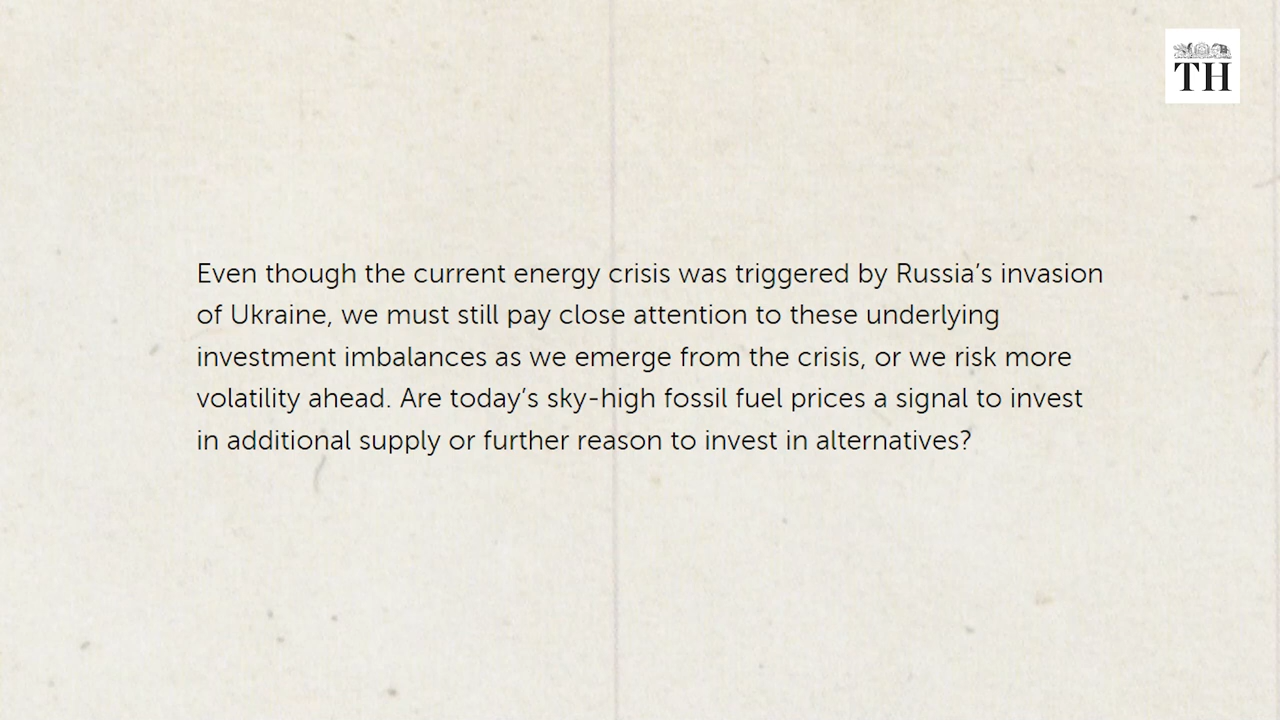 TH
Even though the current energy crisis was triggered by Russia’s invasion
of Ukraine, we must still pay close attention to these underlying
investment imbalances as we emerge from the crisis, or we risk more
volatility ahead. Are today’s sky-high fossil fuel prices a signal to invest
in additional supply or further reason to invest in alternatives?